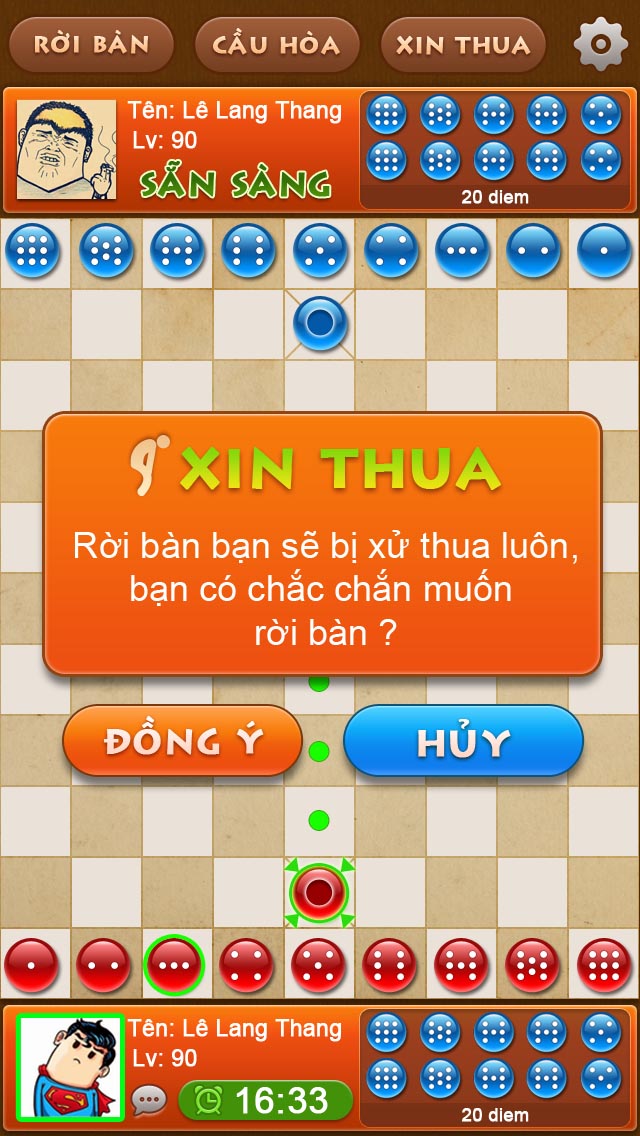 RỜI BÀN
CẦU HÒA
XIN THUA
Tên: Lê Lang Thang
Lv: 90
SẴN SÀNG
20 diem
XIN THUA
Rời bàn bạn sẽ bị xử thua luôn,
bạn có chắc chắn muốn
rời bàn ?
ĐỒNG Ý
HỦY
Tên: Lê Lang Thang
Lv: 90
16:33
20 diem